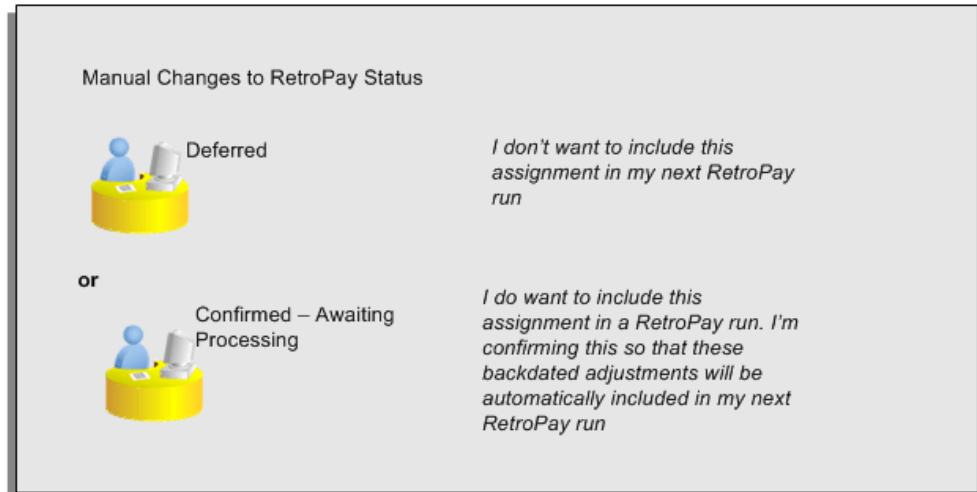 Manual Changes to RetroPay Status
Deferred
I don't want to include this
assignment in my next RetroPay
run
or
Confirmed – Awaiting
Processing
I do want to include this
assignment in a RetroPay run. I'm
confirming this so that these
backdated adjustments will be
automatically included in my next
RetroPay run